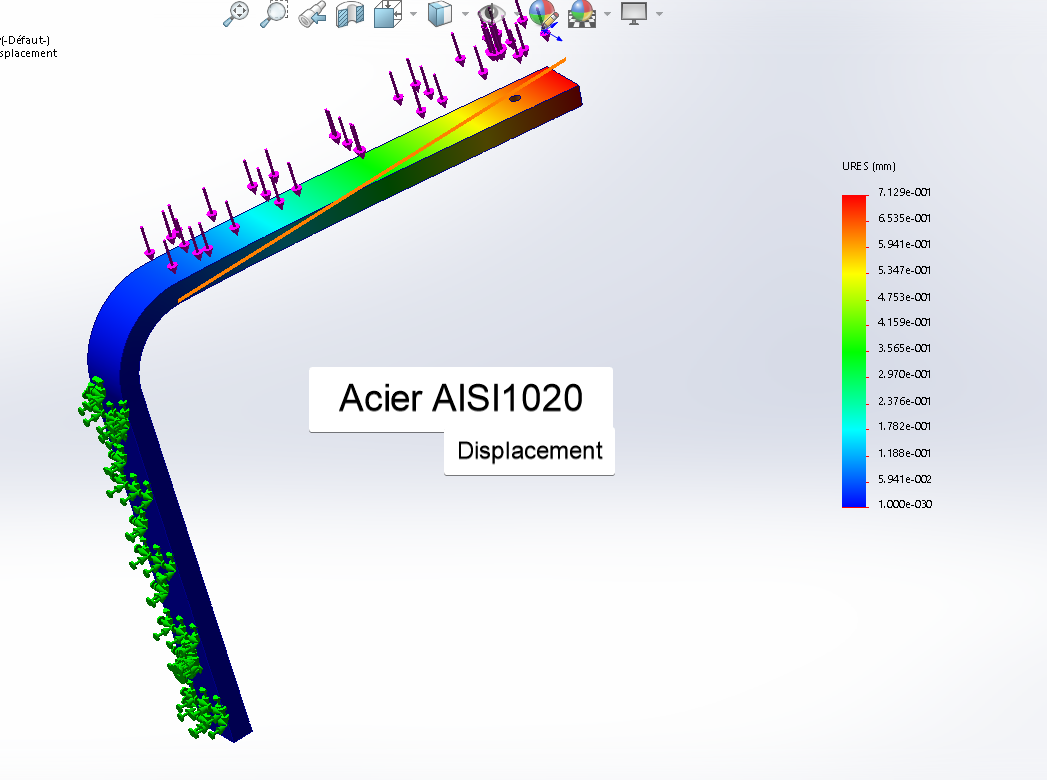 (-Défaut-)
splacement
URES (mm)
7.129e-001
6.535e-001
5.941e-001
5.347e-001
4.753e-001
4.159e-001
3.565e-001
2.970e-001
2.376e-001
1.782e-001
1.188e-001
5.941e-002
1.000e-030
Acier AISI1020
Displacement